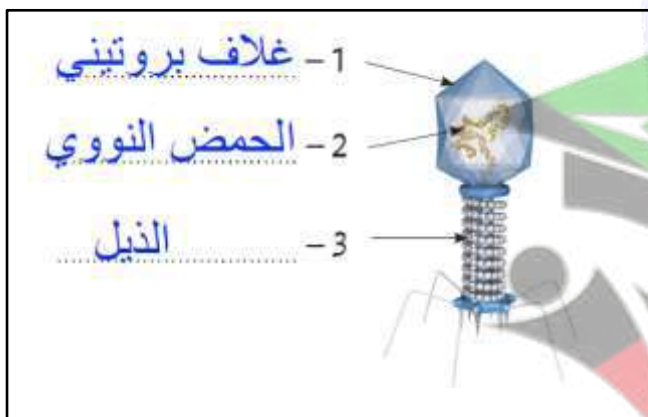 1- غلاف بروتيني
2- الحمض النووي
3- الذيل